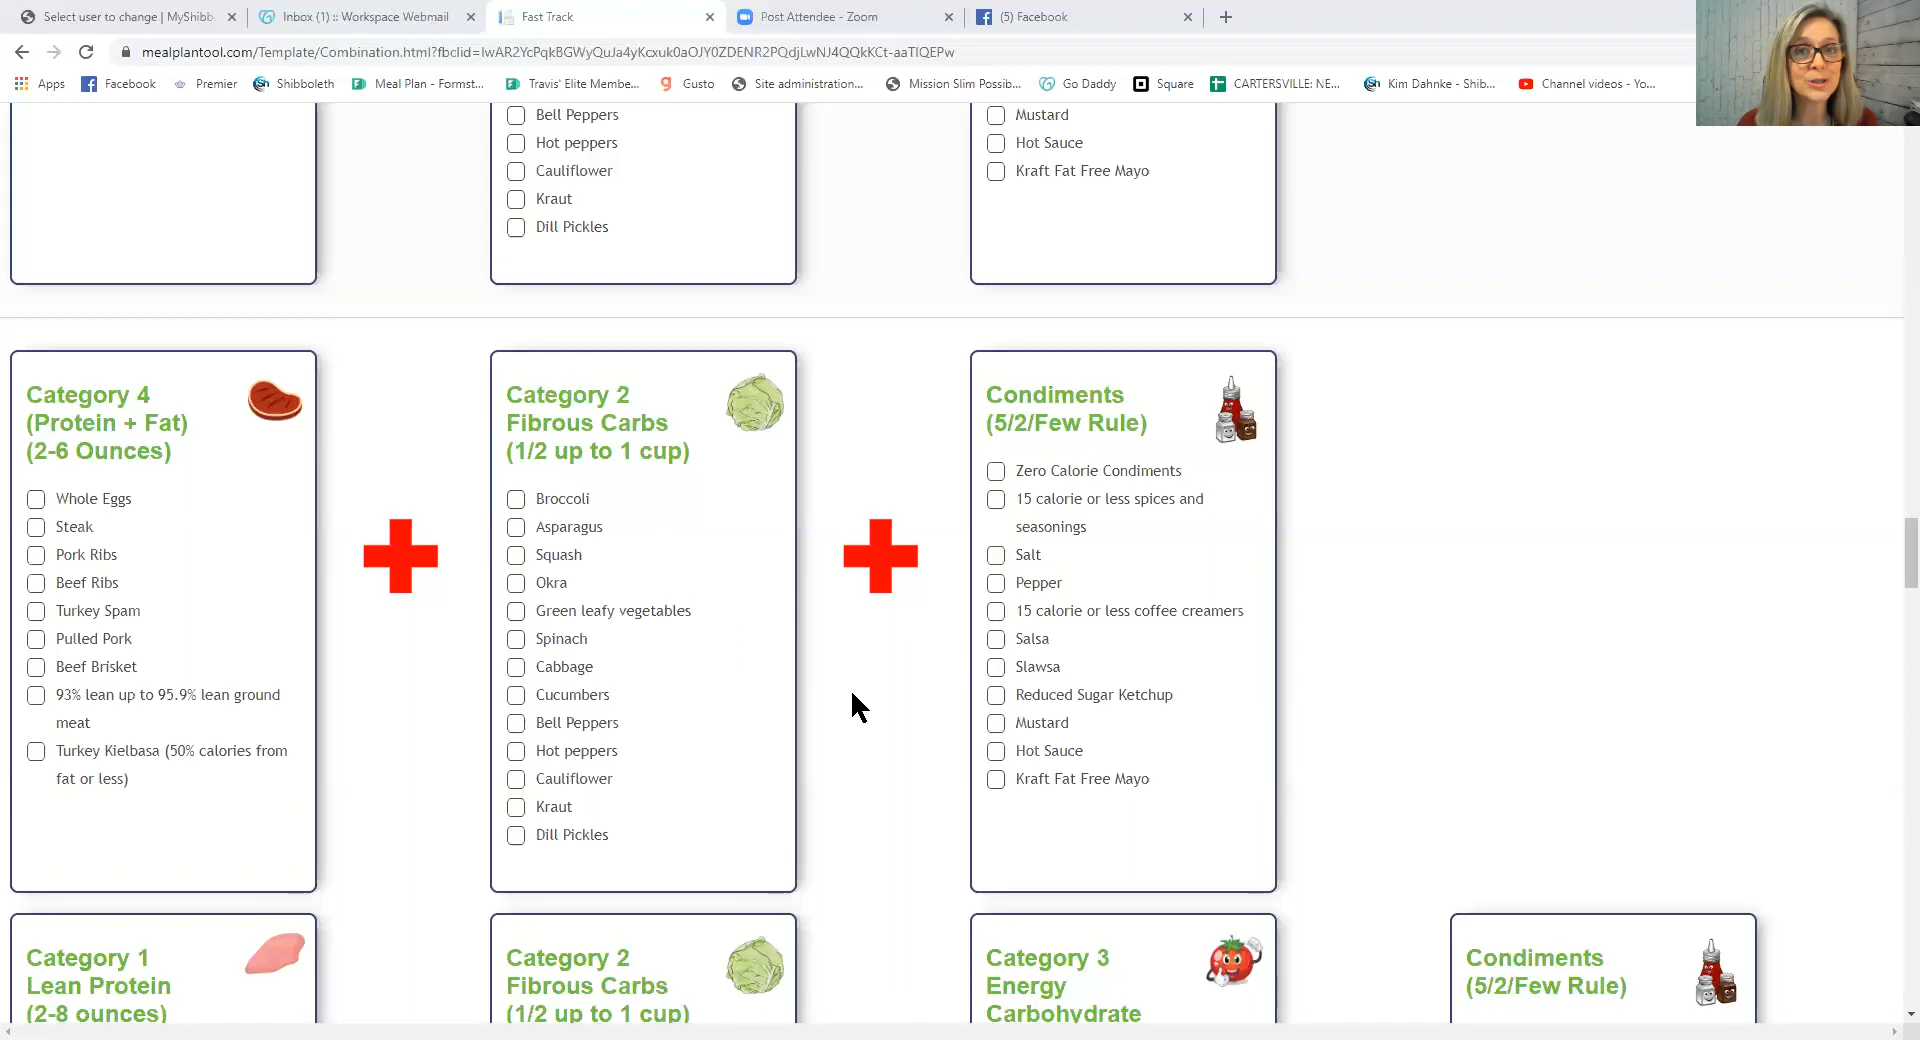 Select user to change | MyShibb
Inbox (1) :: Workspace Webmail
Fast Track
Post Attendee - Zoom
(5) Facebook
mealplantool.com/Template/Combination.html?fbclid=IwAR2YcPqkBGWyQuJa4yKcxuk0aOJY0ZDENR2PQdjLwNJ4QQkKCt-aaTIQEPw
Apps
Facebook
Premier
Shibboleth
Meal Plan - Formst...
Travis' Elite Membe...
Gusto
Site administration...
Mission Slim Possib...
Go Daddy
Square
CARTERSVILLE: NE...
Kim Dahnke - Shib...
Channel videos - Yo...
Bell Peppers
Hot peppers
Cauliflower
Kraut
Dill Pickles
Mustard
Hot Sauce
Kraft Fat Free Mayo
Category 4
(Protein + Fat)
(2-6 Ounces)
Whole Eggs
Steak
Pork Ribs
Beef Ribs
Turkey Spam
Pulled Pork
Beef Brisket
93% lean up to 95.9% lean ground
meat
Turkey Kielbasa (50% calories from
fat or less)
Category 2
Fibrous Carbs
(1/2 up to 1 cup)
Broccoli
Asparagus
Squash
Okra
Green leafy vegetables
Spinach
Cabbage
Cucumbers
Bell Peppers
Hot peppers
Cauliflower
Kraut
Dill Pickles
Condiments
(5/2/Few Rule)
Zero Calorie Condiments
15 calorie or less spices and
seasonings
Salt
Pepper
15 calorie or less coffee creamers
Salsa
Slawsa
Reduced Sugar Ketchup
Mustard
Hot Sauce
Kraft Fat Free Mayo
Category 1
Lean Protein
(2-8 ounces)
Category 2
Fibrous Carbs
(1/2 up to 1 cup)
Category 3
Energy
Carbohydrate
Condiments
(5/2/Few Rule)